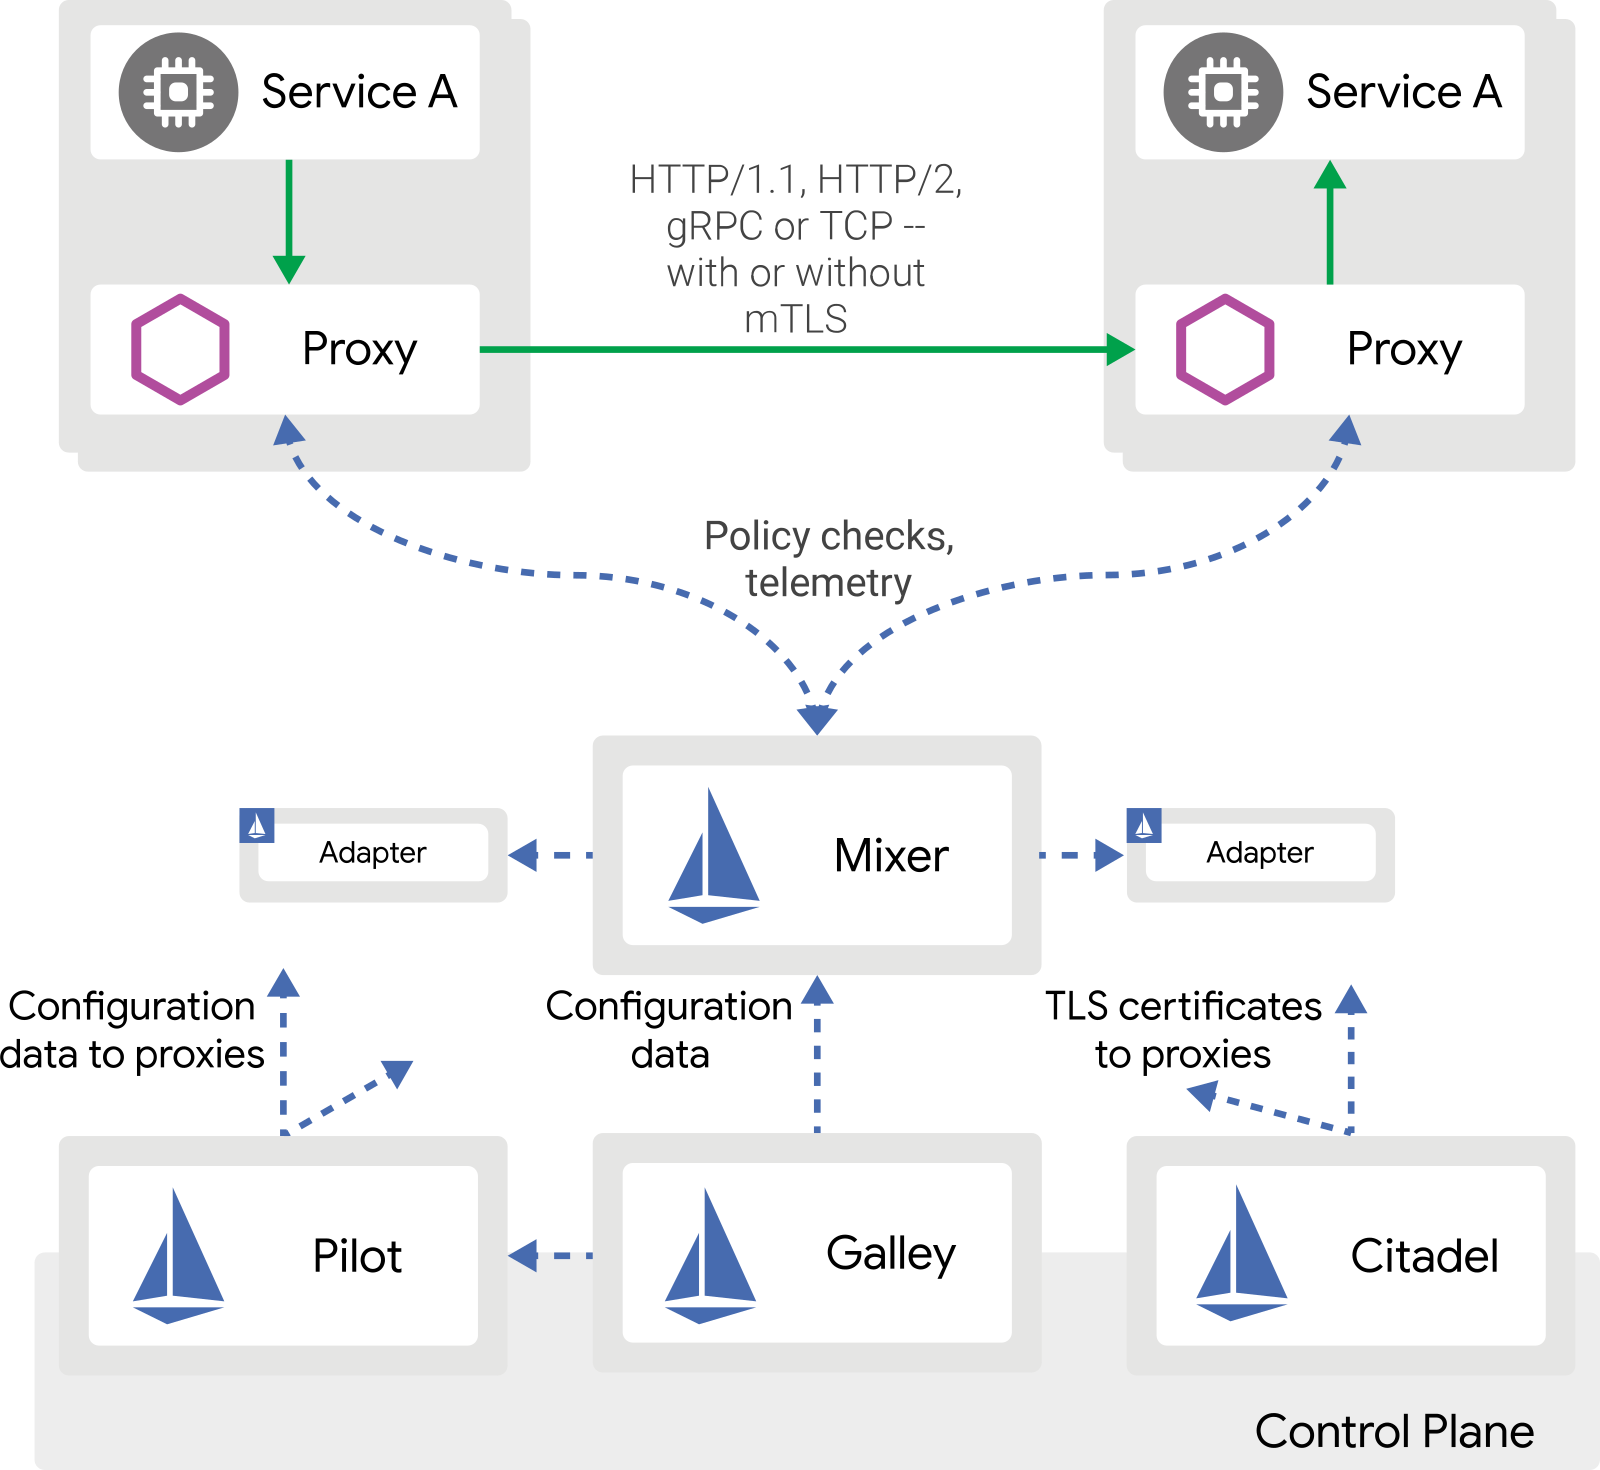 Service A
Service A
HTTP/1.1, HTTP/2,
gRPC or TCP --
with or without
mTLS
Proxy
Proxy
Policy checks,
telemetry
Mixer
Adapter
Adapter
Configuration
data to proxies
Configuration
data
TLS certificates
to proxies
Pilot
Galley
Citadel
Control Plane